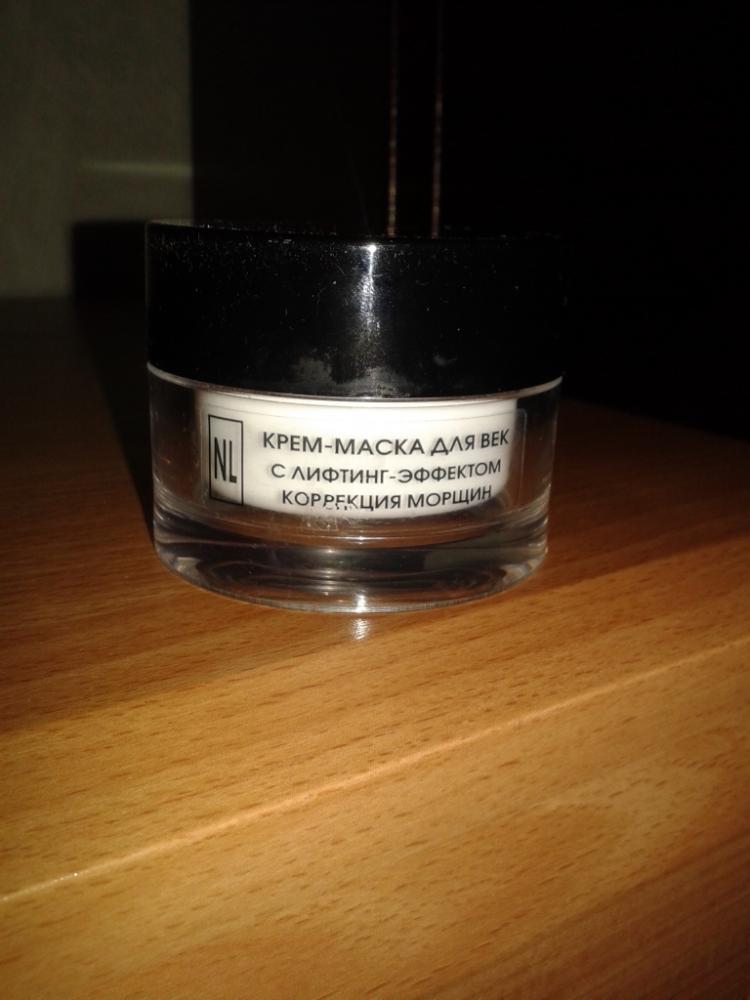 NL
КРЕМ-МАСКА ДЛЯ ВЕК
С ЛИФТИНГ-ЭФФЕКТОМ
КОРРЕКЦИЯ МОРЩИН